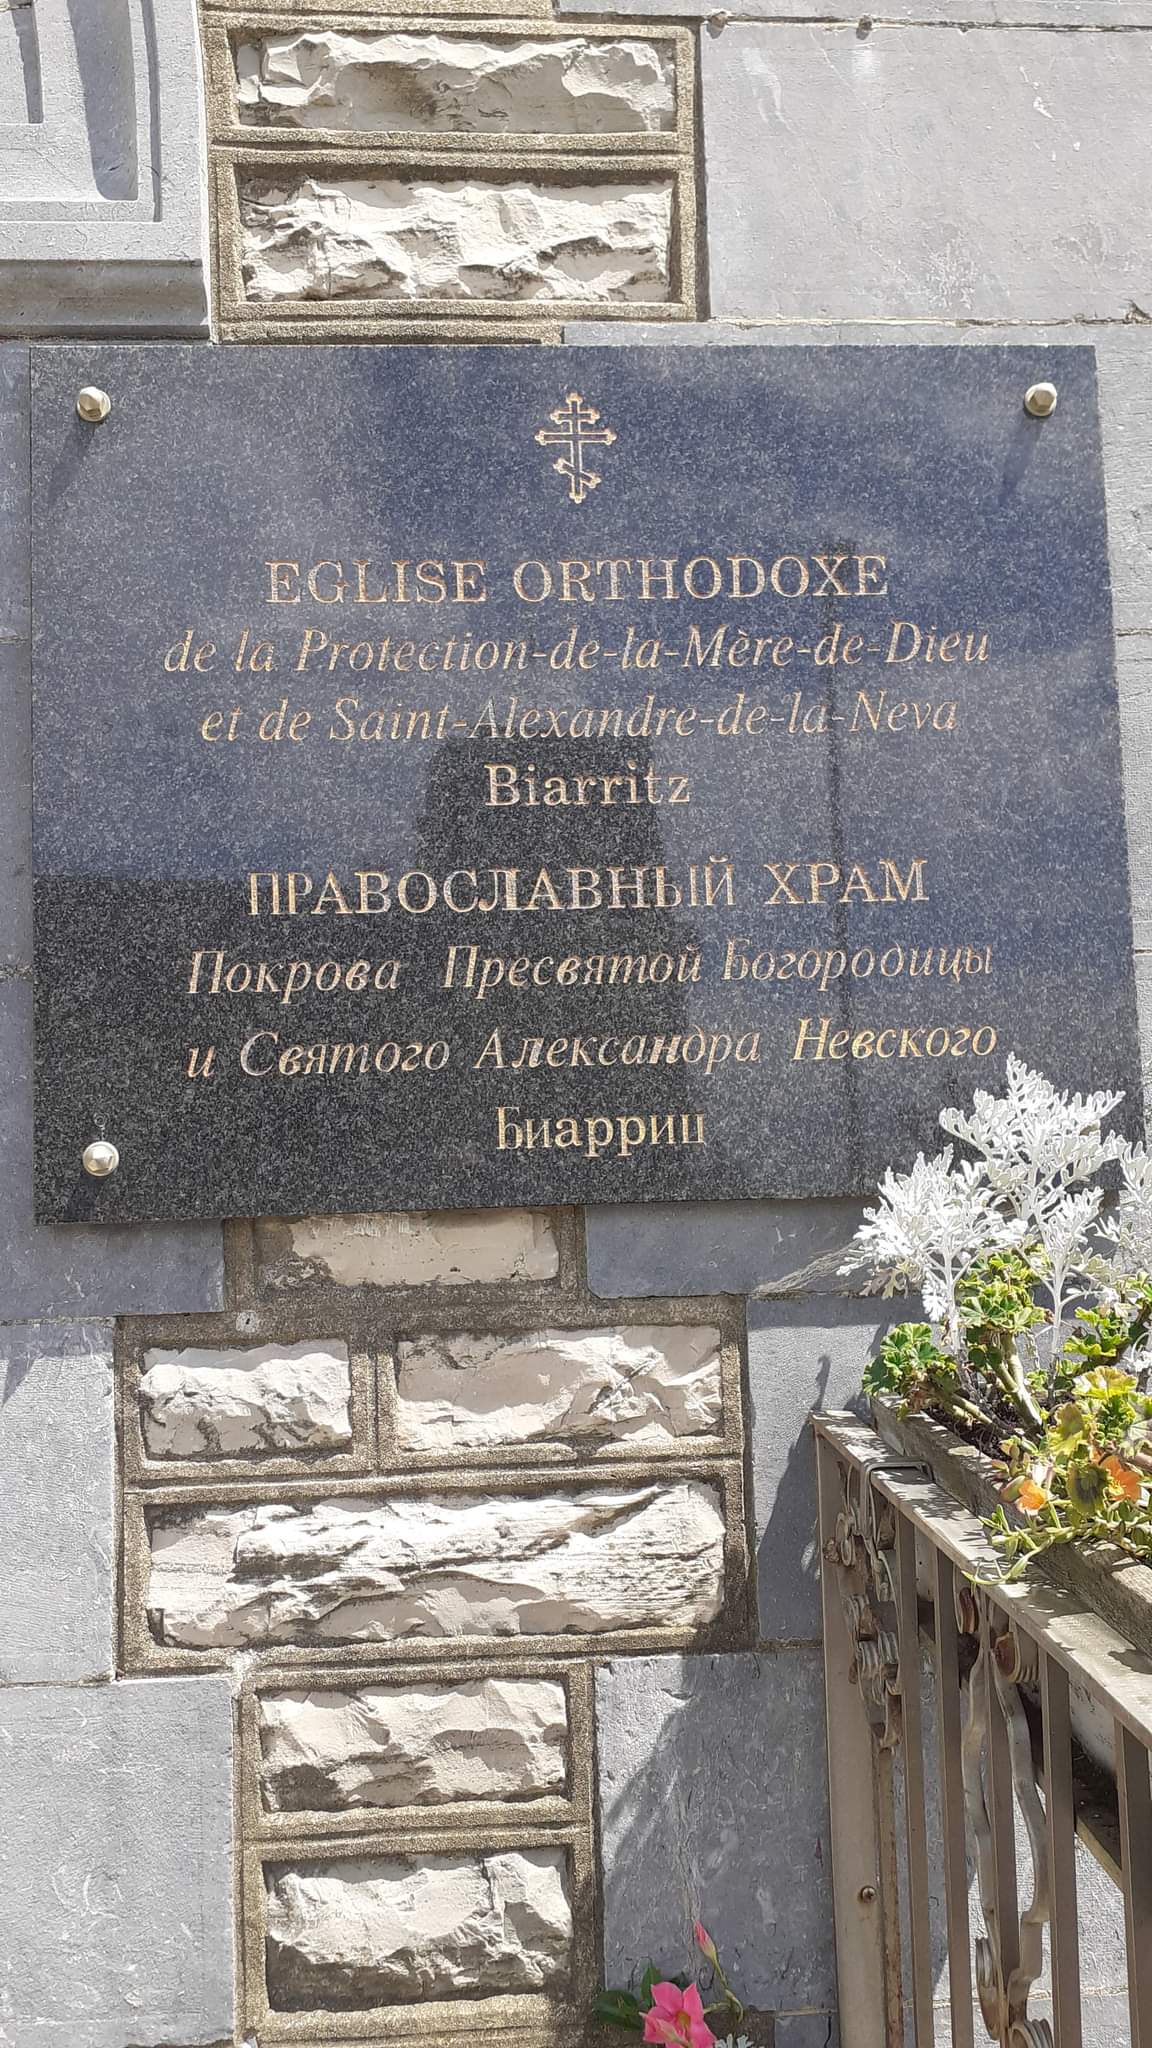 EGLISE ORTHODOXE
de la Protection-de-la-Mère-de-Dieu
et de Saint-Alexandre-de-la-Neva
Biarritz
ПРАВОСЛАВНЫЙ ХРАМ
Покрова Пресвятой Богородицы
и Святого Александра Невского
Биарриц